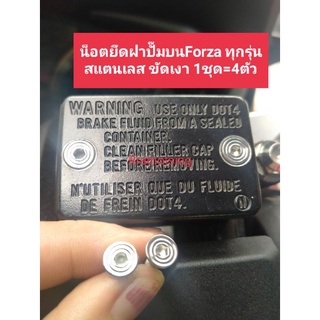 น็อตยึดฝาปั๊มบนForza ทุกรุ่น
สแตนเลส ขัดเงา 1ชุด=4ตัว
WARNING USE ONLY DOT4
BRAKE FLUID FROM A SEALED
CONTAINER.
CLEAN FILLER CAP
BEFORE REMOVING.
M'UTILISER QUE DU FLUIDE
DE FREIN DOT4.